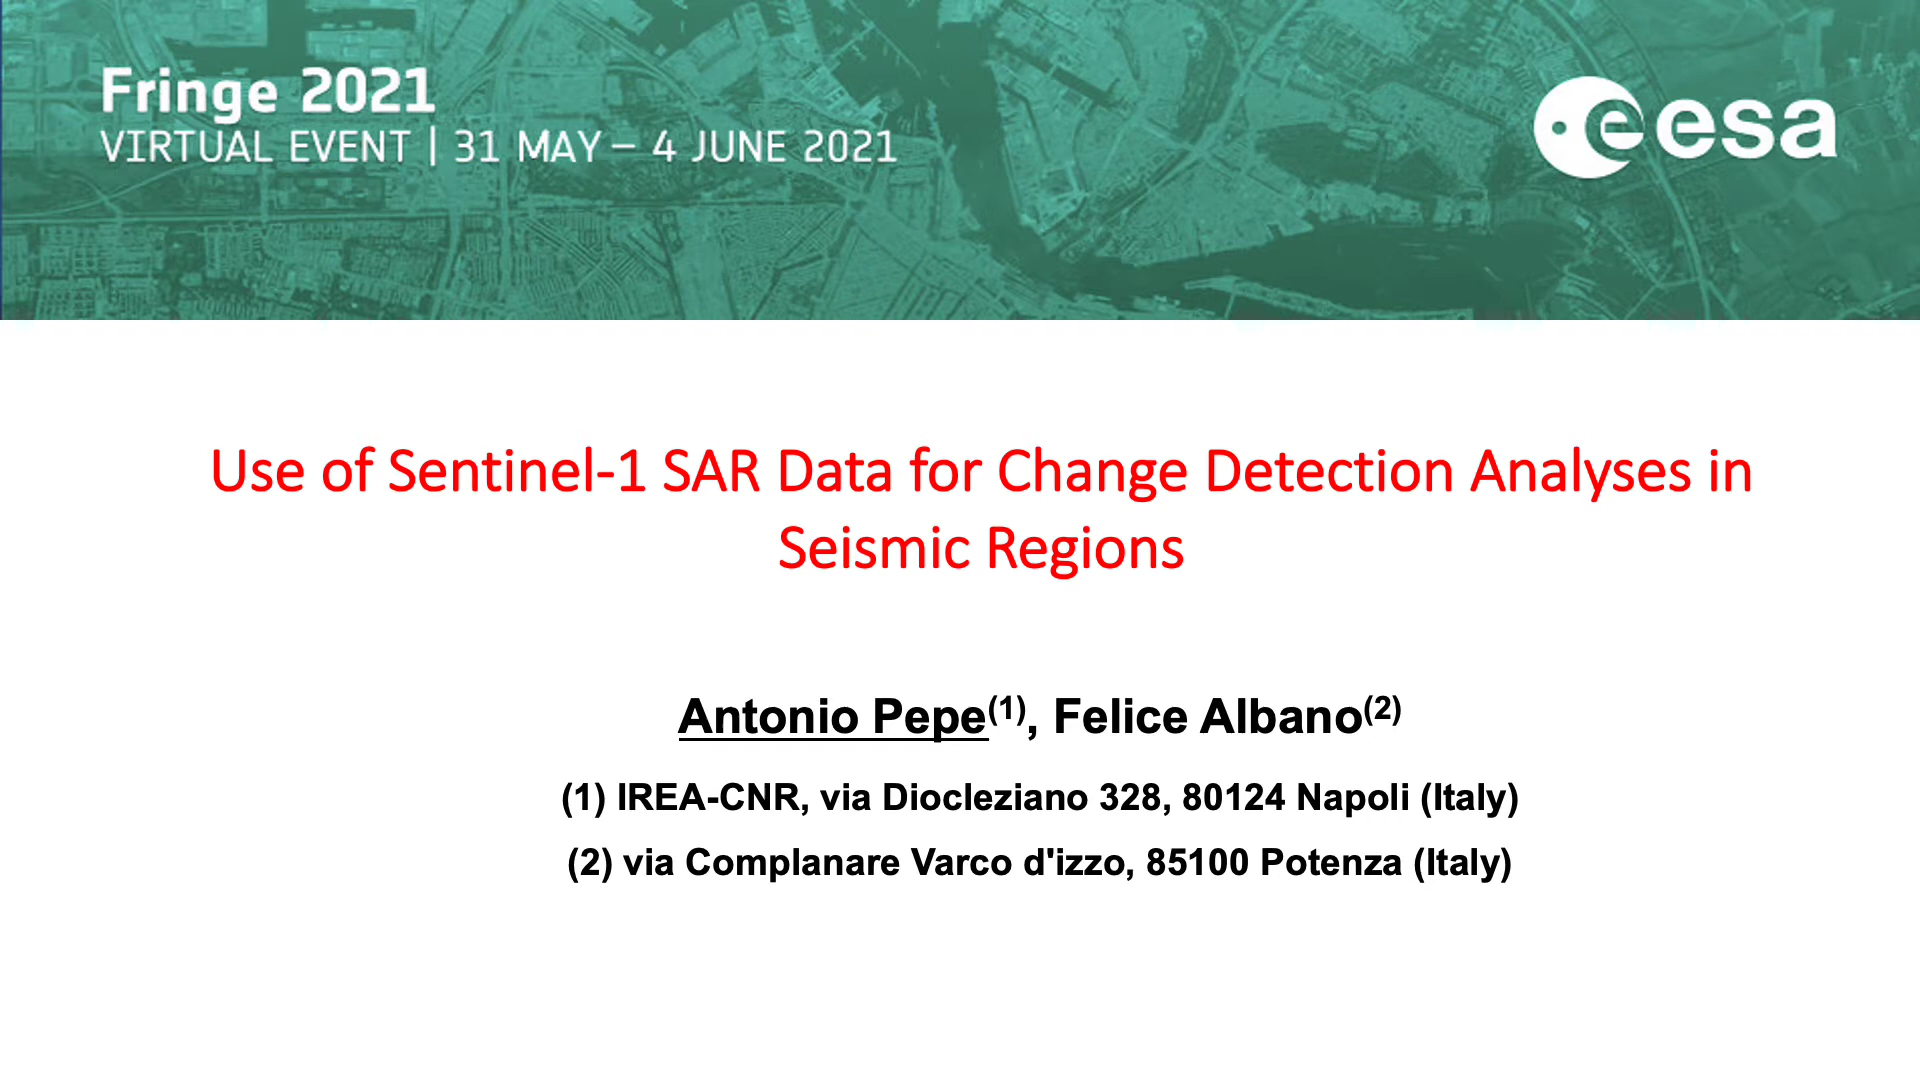 Fringe 2021
VIRTUAL EVENT | 31 MAY – 4 JUNE 2021
esa
Use of Sentinel-1 SAR Data for Change Detection Analyses in
Seismic Regions
Antonio Pepe(1), Felice Albano(2)
(1) IREA-CNR, via Diocleziano 328, 80124 Napoli (Italy)
(2) via Complanare Varco d'izzo, 85100 Potenza (Italy)